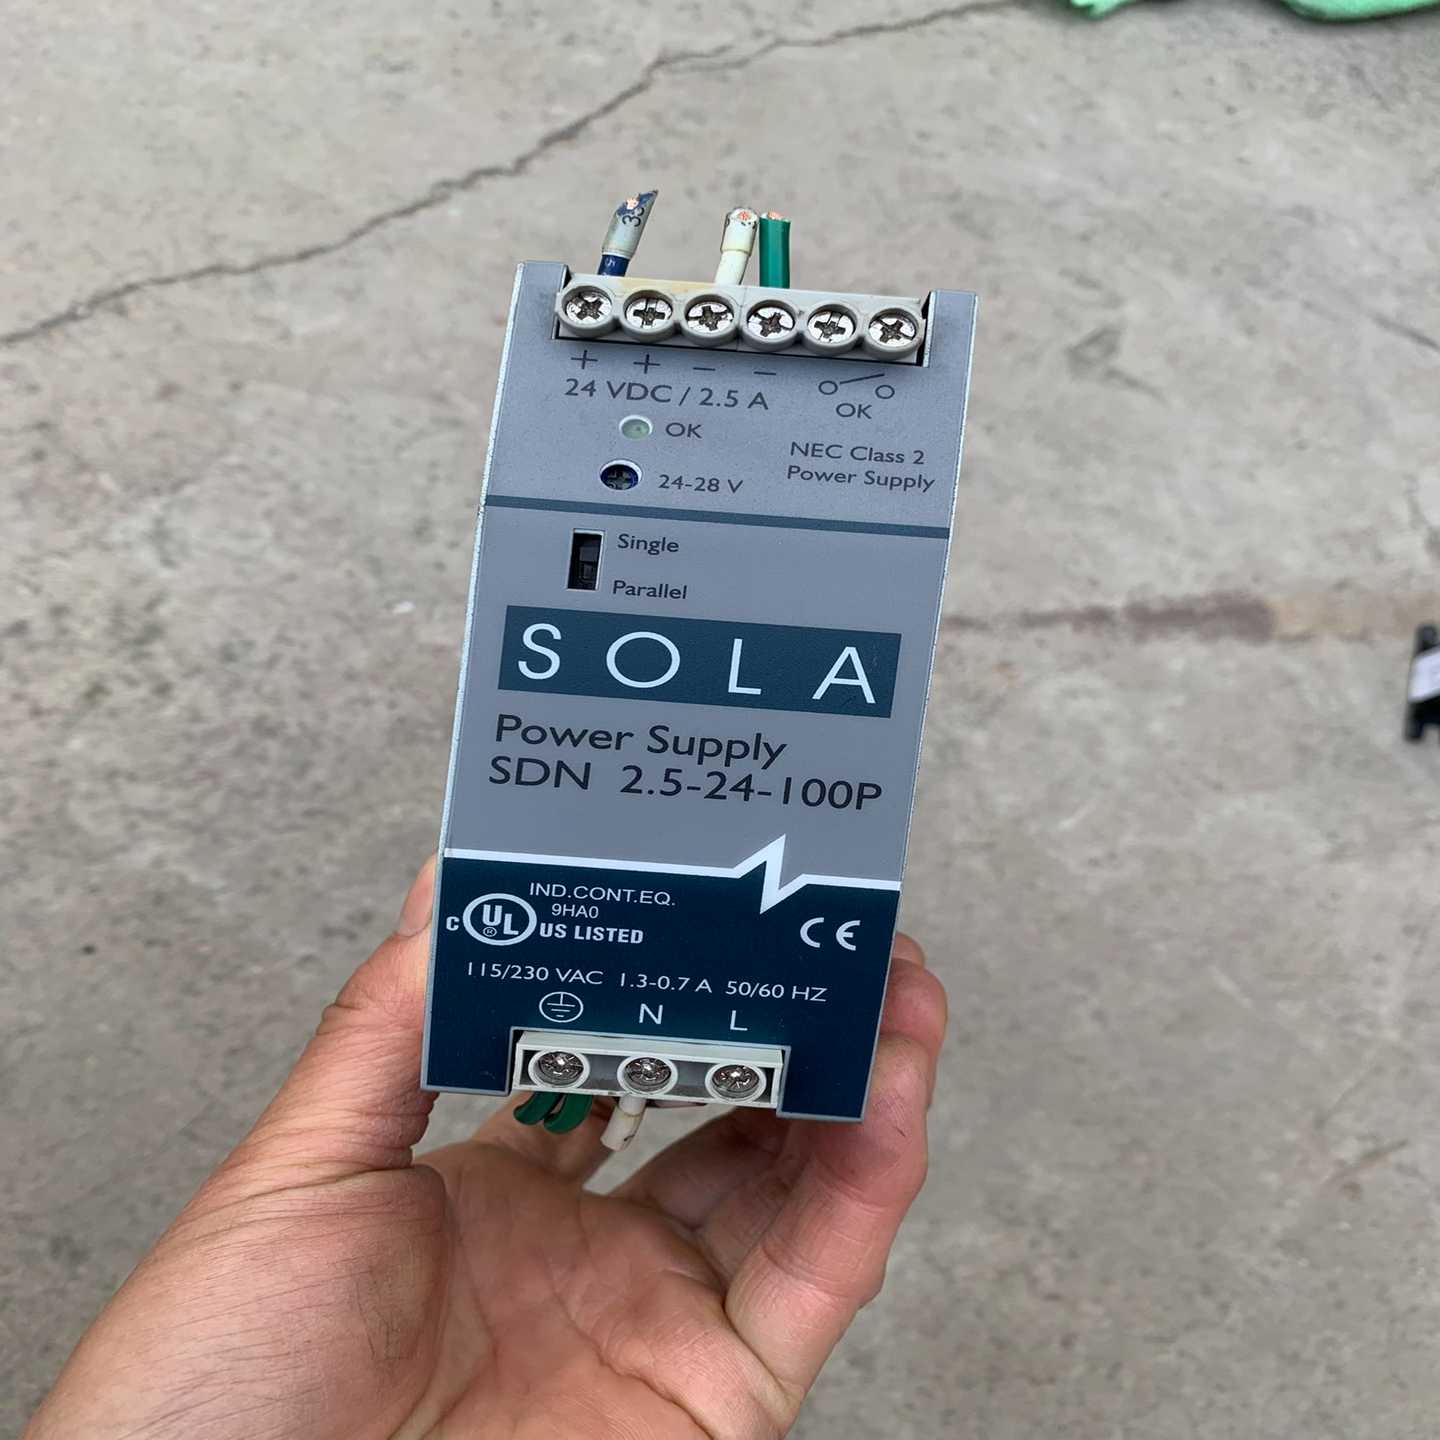 + + – –
24 VDC / 2.5 A
OK
OK
NEC Class 2
Power Supply
24-28 V
Single
Parallel
SOLA
Power Supply
SDN 2.5-24-100P
IND.CONT.EQ.
9HA0
C UL ® US LISTED
CE
115/230 VAC 1.3-0.7 A 50/60 HZ
N L